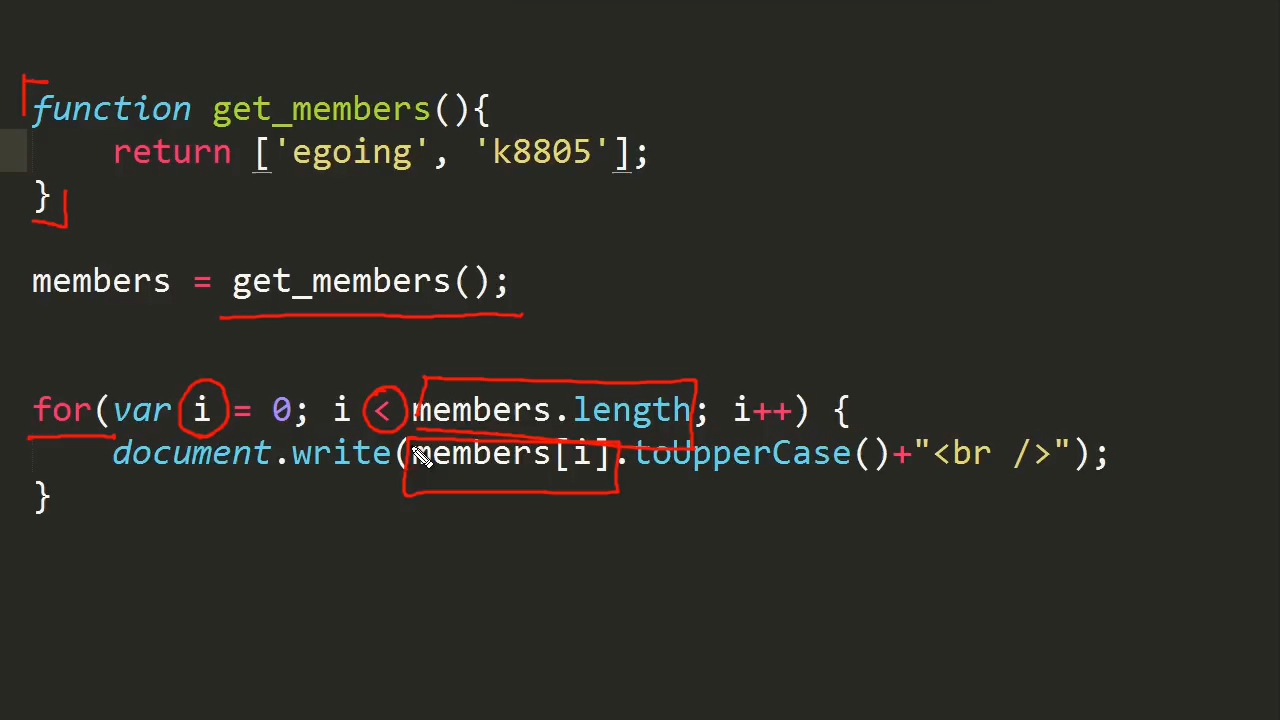 function get_members(){
    return ['egoing', 'k8805'];
}
members = get_members();
for(var i = 0; i < members.length; i++) {
    document.write(members[i].toUpperCase()+"<br />");
}